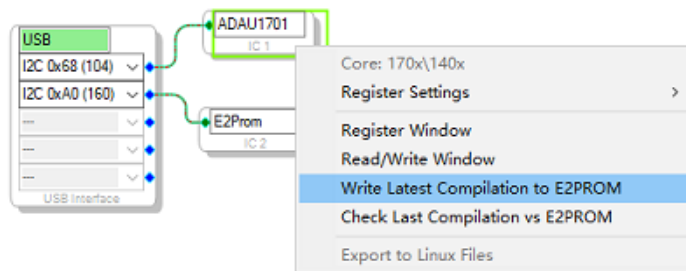 USB
I2C 0x68 (104)
I2C 0xA0 (160)
---
---
---
USB Interface
ADAU1701
IC 1
E2Prom
IC 2
Core: 170x\140x
Register Settings
Register Window
Read/Write Window
Write Latest Compilation to E2PROM
Check Last Compilation vs E2PROM
Export to Linux Files